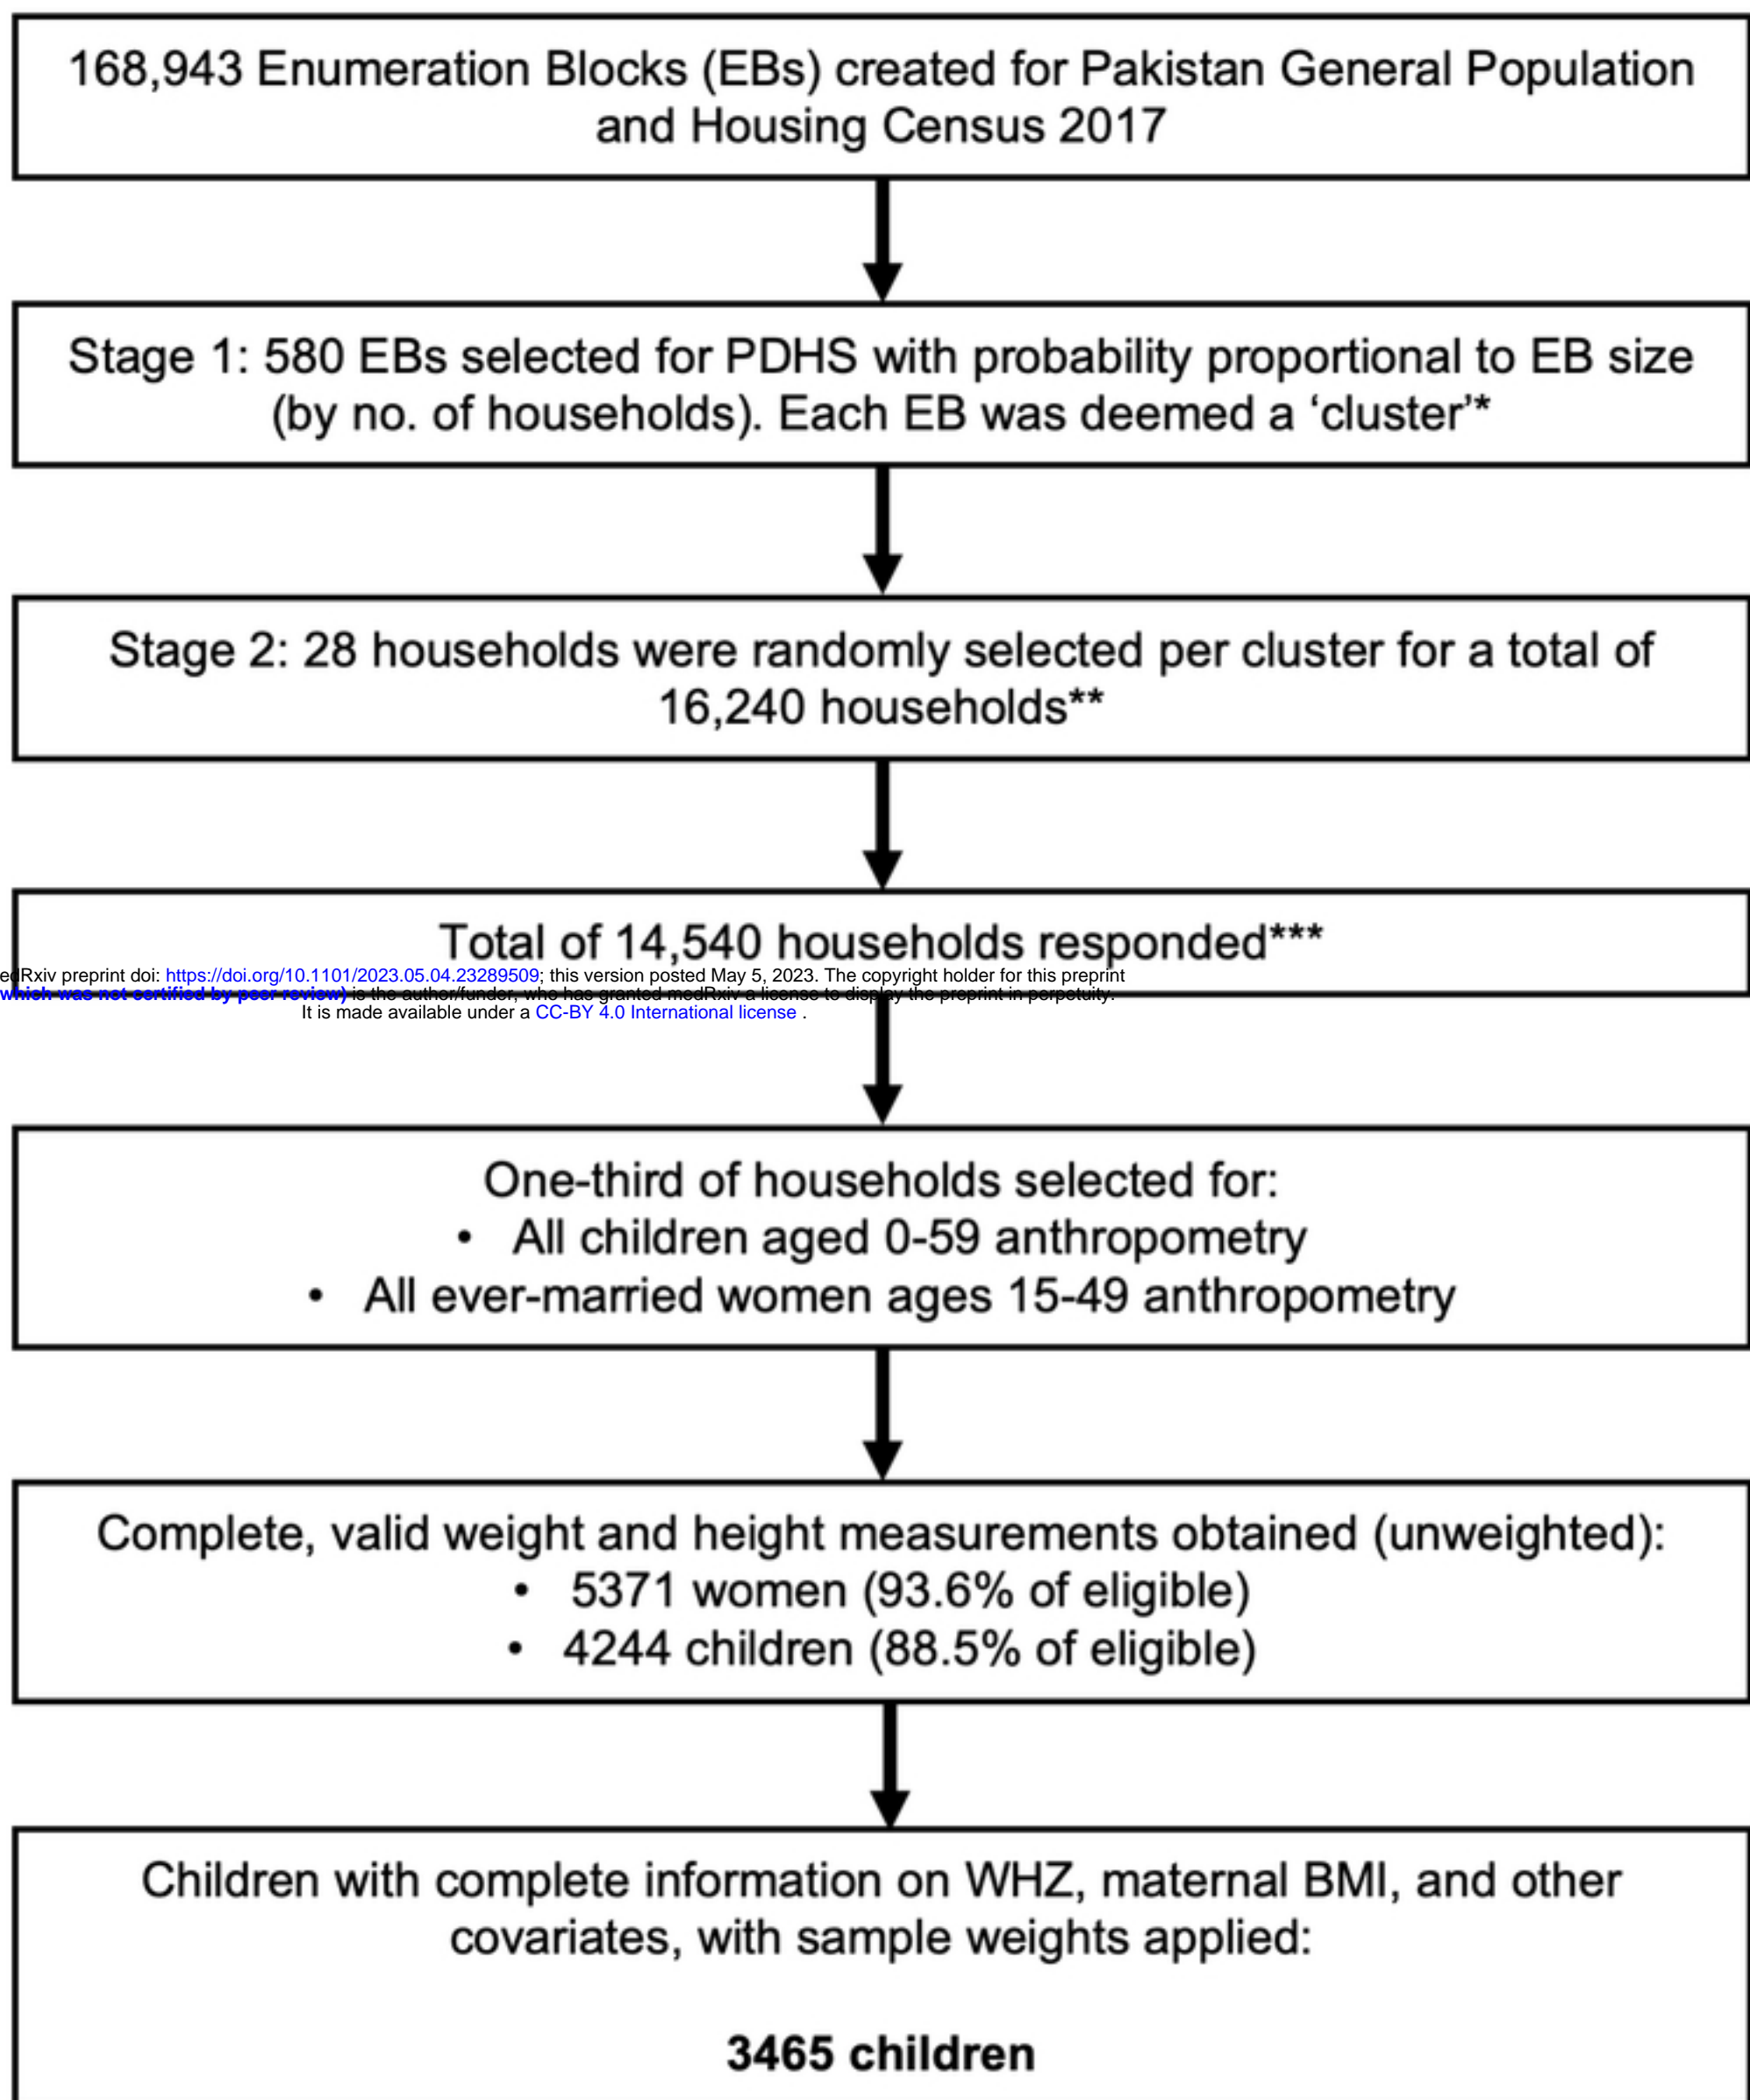 168,943 Enumeration Blocks (EBs) created for Pakistan General Population
and Housing Census 2017
Stage 1: 580 EBs selected for PDHS with probability proportional to EB size
(by no. of households). Each EB was deemed a ‘cluster’*
Stage 2: 28 households were randomly selected per cluster for a total of
16,240 households**
Total of 14,540 households responded***
edRxiv preprint doi: https://doi.org/10.1101/2023.05.04.23289509; this version posted May 5, 2023. The copyright holder for this preprint
which was not certified by peer review) is the author/funder, who has granted medRxiv a license to display the preprint in perpetuity.
It is made available under a CC-BY 4.0 International license .
One-third of households selected for:
• All children aged 0-59 anthropometry
• All ever-married women ages 15-49 anthropometry
Complete, valid weight and height measurements obtained (unweighted):
• 5371 women (93.6% of eligible)
• 4244 children (88.5% of eligible)
Children with complete information on WHZ, maternal BMI, and other
covariates, with sample weights applied:
3465 children